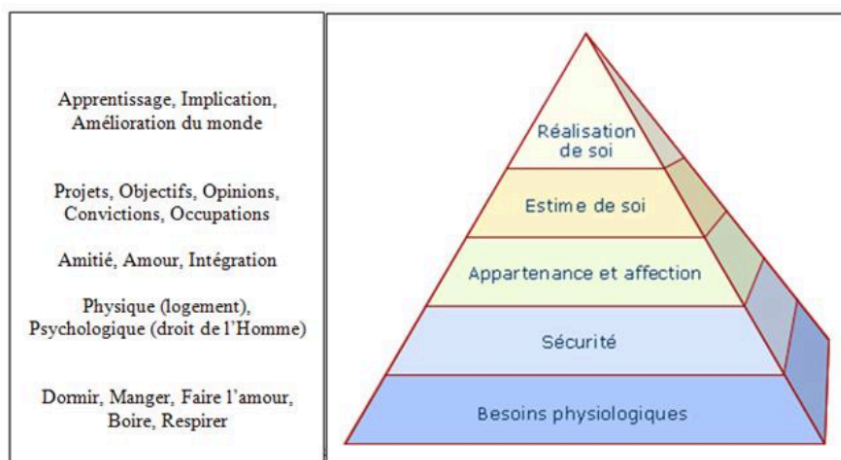 Apprentissage, Implication,
Amélioration du monde
Projets, Objectifs, Opinions,
Convictions, Occupations
Amitié, Amour, Intégration
Physique (logement),
Psychologique (droit de l'Homme)
Dormir, Manger, Faire l'amour,
Boire, Respirer
Réalisation
de soi
Estime de soi
Appartenance et affection
Sécurité
Besoins physiologiques